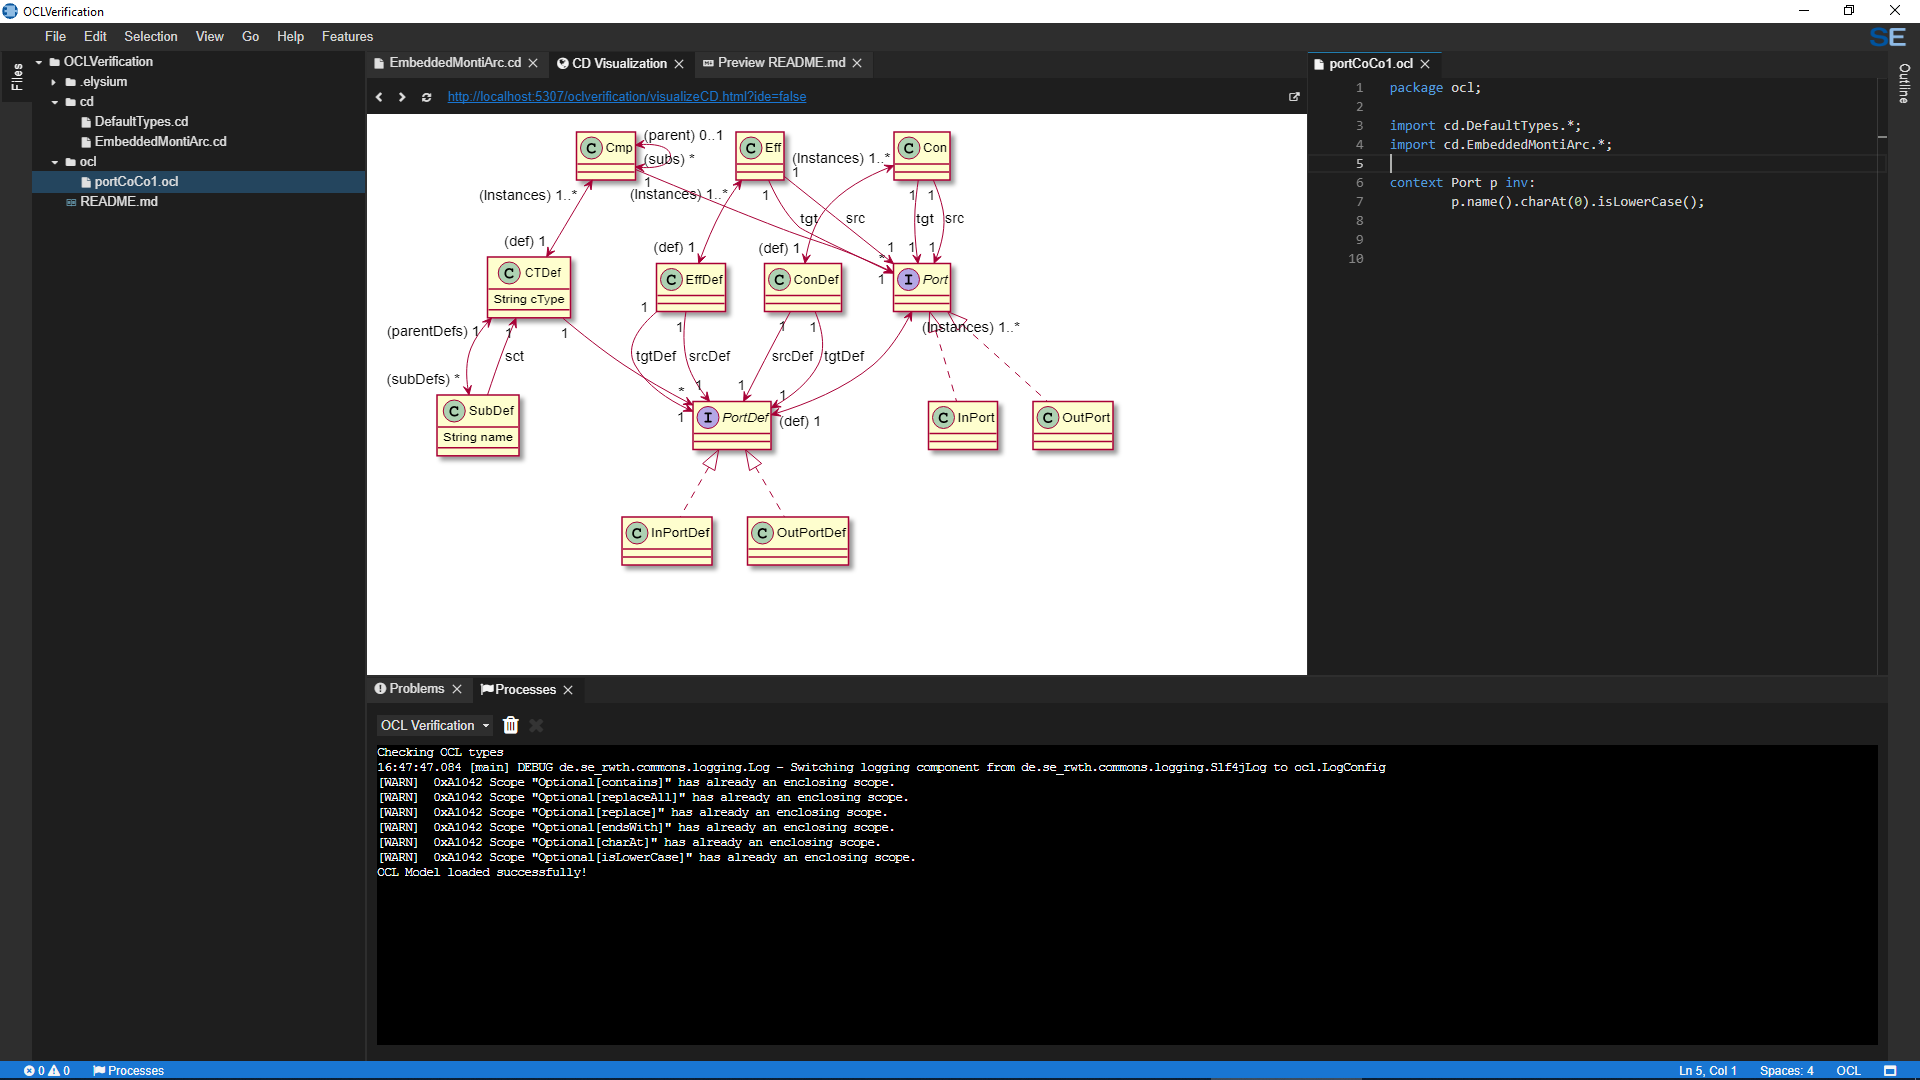 OCLVerification
File Edit Selection View Go Help Features
SE
Files
OCLVerification
.elysium
cd
DefaultTypes.cd
EmbeddedMontiArc.cd
ocl
portCoCo1.ocl
README.md
EmbeddedMontiArc.cd
CD Visualization
Preview README.md
http://localhost:5307/oclverification/visualizeCD.html?ide=false
C Cmp
(parent) 0..1
(subs) *
C Eff
(Instances) 1..*
C Con
1
(Instances) 1..*
1
(Instances) 1..*
1
1
1
tgt
src
tgt
src
(def) 1
(def) 1
(def) 1
1
1
1
*
1
C CTDef
String cType
C EffDef
C ConDef
I Port
(parentDefs) 1
1
1
1
1
1
1
(Instances) 1..*
sct
tgtDef
srcDef
srcDef
tgtDef
(subDefs) *
*
1
1
1
1
(def) 1
C SubDef
String name
I PortDef
C InPort
C OutPort
C InPortDef
C OutPortDef
portCoCo1.ocl
1 package ocl;
2
3 import cd.DefaultTypes.*;
4 import cd.EmbeddedMontiArc.*;
5
6 context Port p inv:
7 p.name().charAt(0).isLowerCase();
8
9
10
Outline
Problems
Processes
OCL Verification
Checking OCL types
16:47:47.084 [main] DEBUG de.se_rwth.commons.logging.Log - Switching logging component from de.se_rwth.commons.logging.Slf4jLog to ocl.LogConfig
[WARN]  0xA1042 Scope "Optional[contains]" has already an enclosing scope.
[WARN]  0xA1042 Scope "Optional[replaceAll]" has already an enclosing scope.
[WARN]  0xA1042 Scope "Optional[replace]" has already an enclosing scope.
[WARN]  0xA1042 Scope "Optional[endsWith]" has already an enclosing scope.
[WARN]  0xA1042 Scope "Optional[charAt]" has already an enclosing scope.
[WARN]  0xA1042 Scope "Optional[isLowerCase]" has already an enclosing scope.
OCL Model loaded successfully!
0 0 Processes
Ln 5, Col 1 Spaces: 4 OCL